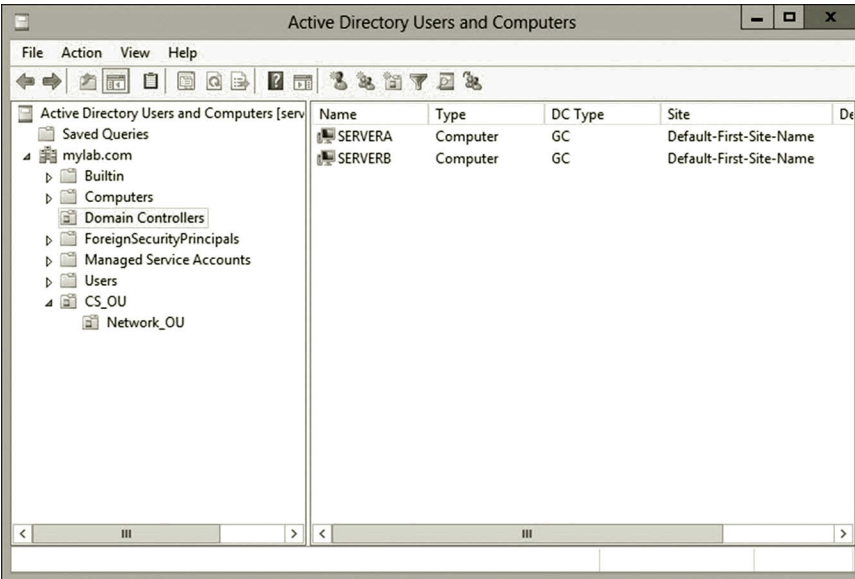 Active Directory Users and Computers
File Action View Help
Active Directory Users and Computers [serv
Saved Queries
mylab.com
Builtin
Computers
Domain Controllers
ForeignSecurityPrincipals
Managed Service Accounts
Users
CS_OU
Network_OU
Name Type DC Type Site De
SERVERA Computer GC Default-First-Site-Name
SERVERB Computer GC Default-First-Site-Name